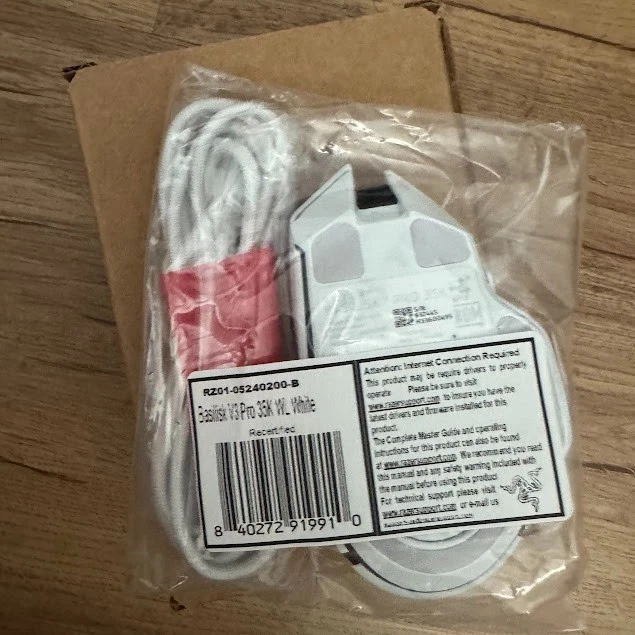 S/N
RZ01-05240200-B
Basilisk V3 Pro 35K WL White
Recertified
8 40272 91991 0
Attention: Internet Connection Required
This product may be require drivers to properly
operate Please be sure to visit
www.razersupport.com. to insure you have the
latest drivers and firmware installed for this
product.
The Complete Master Guide and operating
intructions for this product can also be found
at www.razersupport.com. We recommend you read
this manual and any safety warning included with
the manual before using this product
For technical support please visit
www.razersupport.com or e-mail us